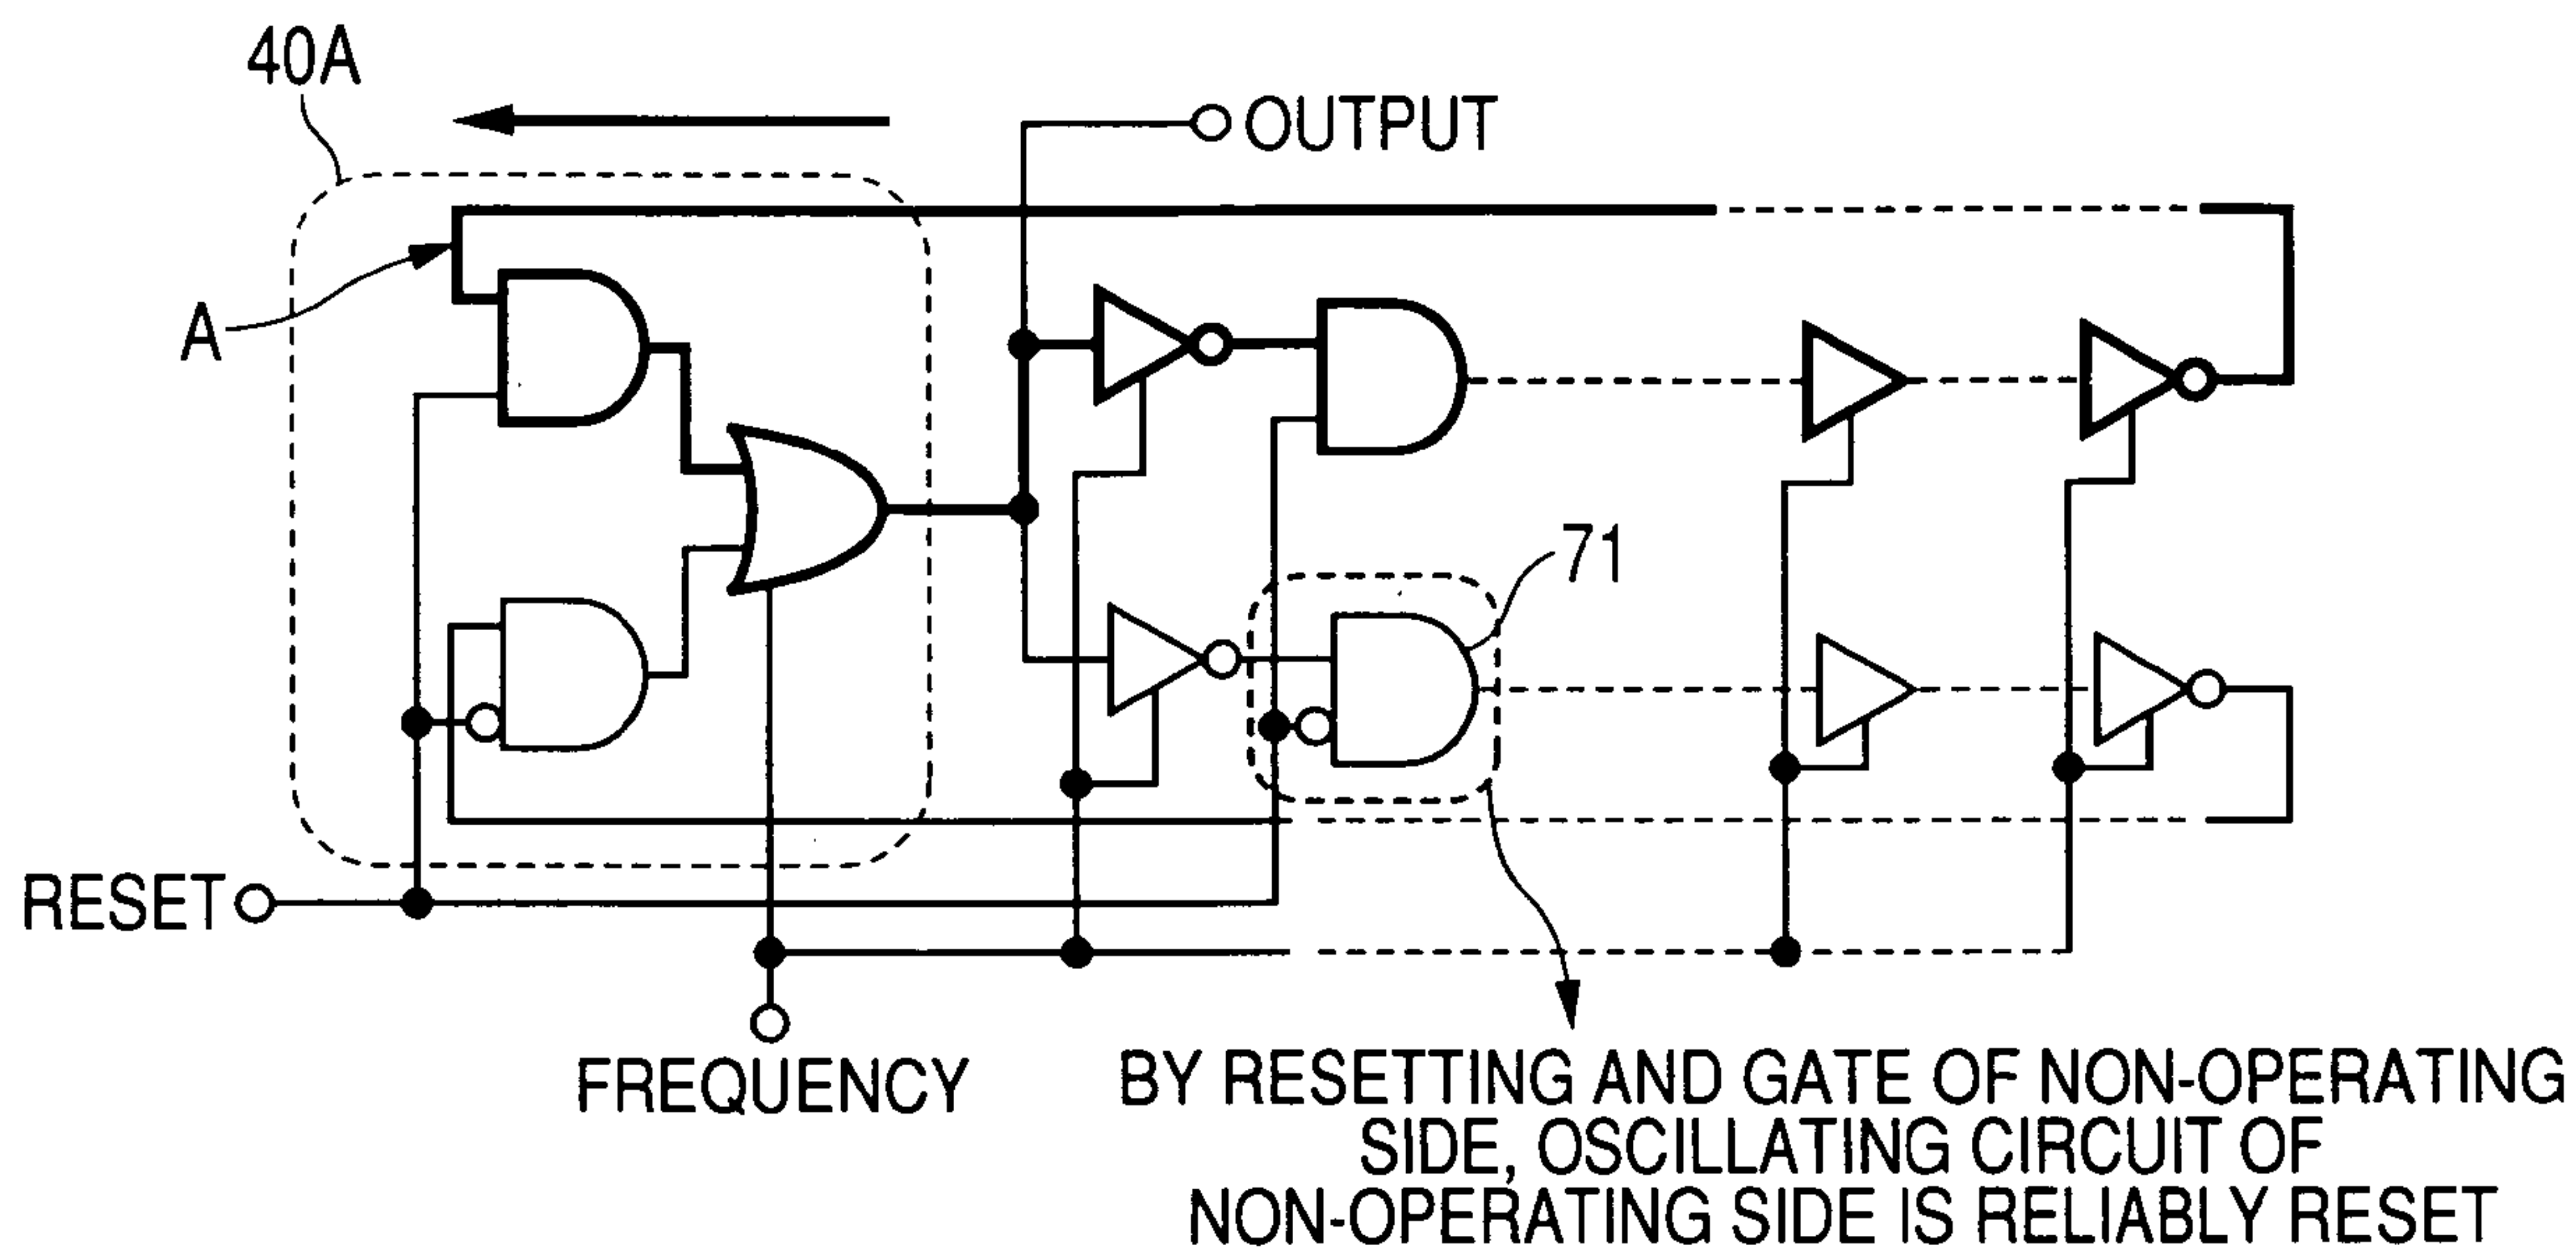 40A
OUTPUT
A
71
RESET
FREQUENCY
BY RESETTING AND GATE OF NON-OPERATING
SIDE, OSCILLATING CIRCUIT OF
NON-OPERATING SIDE IS RELIABLY RESET